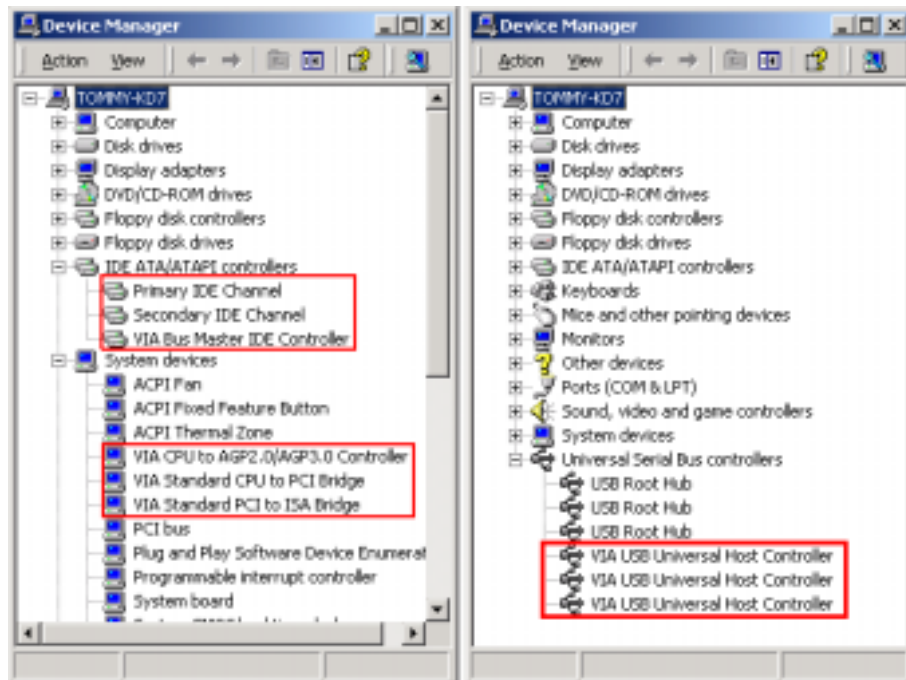 Device Manager
Action View
TOMMY-KD7
Computer
Disk drives
Display adapters
DVD/CD-ROM drives
Floppy disk controllers
Floppy disk drives
IDE ATA/ATAPI controllers
Primary IDE Channel
Secondary IDE Channel
VIA Bus Master IDE Controller
System devices
ACPI Fan
ACPI Fixed Feature Button
ACPI Thermal Zone
VIA CPU to AGP2.0/AGP3.0 Controller
VIA Standard CPU to PCI Bridge
VIA Standard PCI to ISA Bridge
PCI bus
Plug and Play Software Device Enumerat
Programmable interrupt controller
System board
Device Manager
Action View
TOMMY-KD7
Computer
Disk drives
Display adapters
DVD/CD-ROM drives
Floppy disk controllers
Floppy disk drives
IDE ATA/ATAPI controllers
Keyboards
Mice and other pointing devices
Monitors
Other devices
Ports (COM & LPT)
Sound, video and game controllers
System devices
Universal Serial Bus controllers
USB Root Hub
USB Root Hub
USB Root Hub
VIA USB Universal Host Controller
VIA USB Universal Host Controller
VIA USB Universal Host Controller